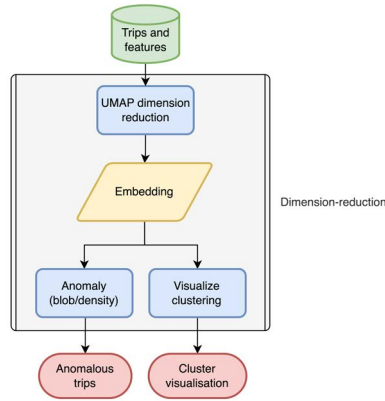 Trips and
features
UMAP dimension
reduction
Embedding
Dimension-reduction
Anomaly
(blob/density)
Visualize
clustering
Anomalous
trips
Cluster
visualisation